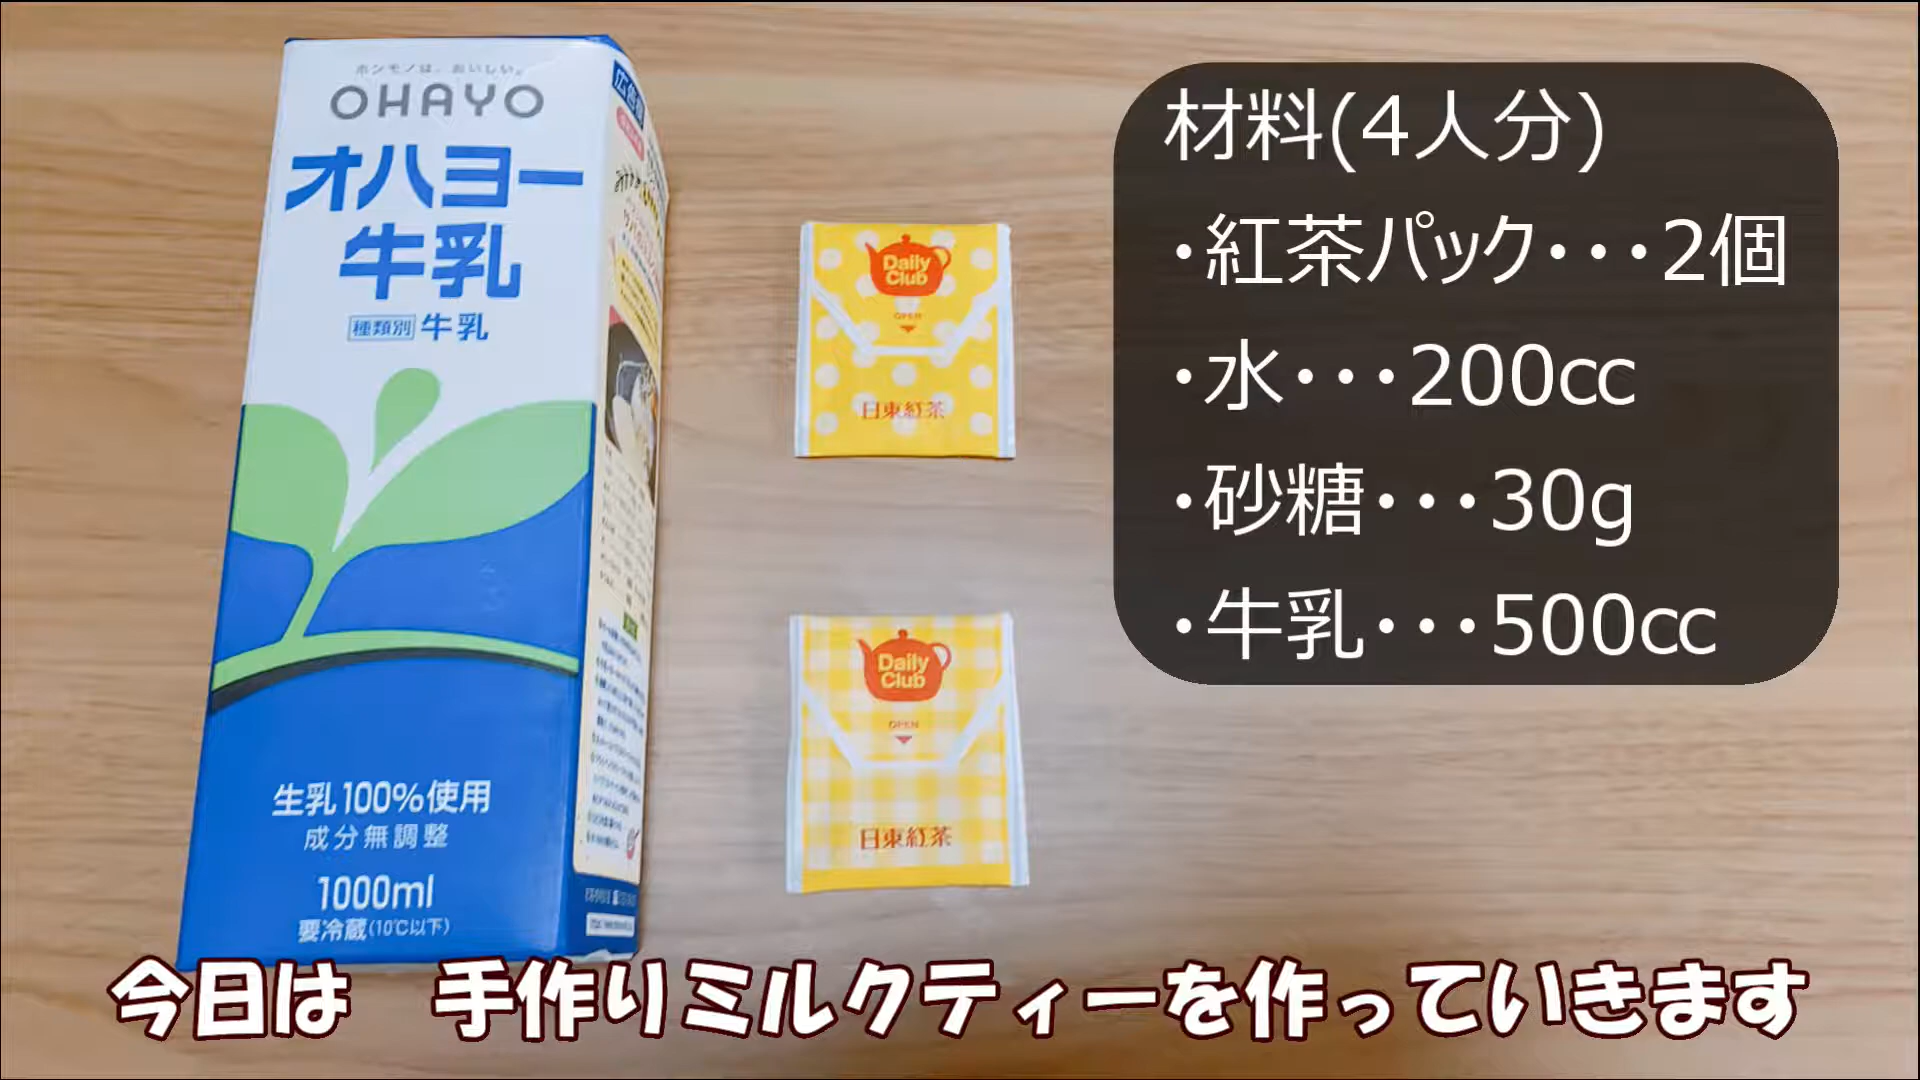 ホンモノは、おいしい。
OHAYO
オハヨー
牛乳
種類別 牛乳
生乳100%使用
成分無調整
1000ml
要冷蔵(10℃以下)
Daily
Club
OPEN
日東紅茶
Daily
Club
OPEN
日東紅茶
材料(4人分)
・紅茶パック・・・2個
・水・・・200cc
・砂糖・・・30g
・牛乳・・・500cc
今日は 手作りミルクティーを作っていきます